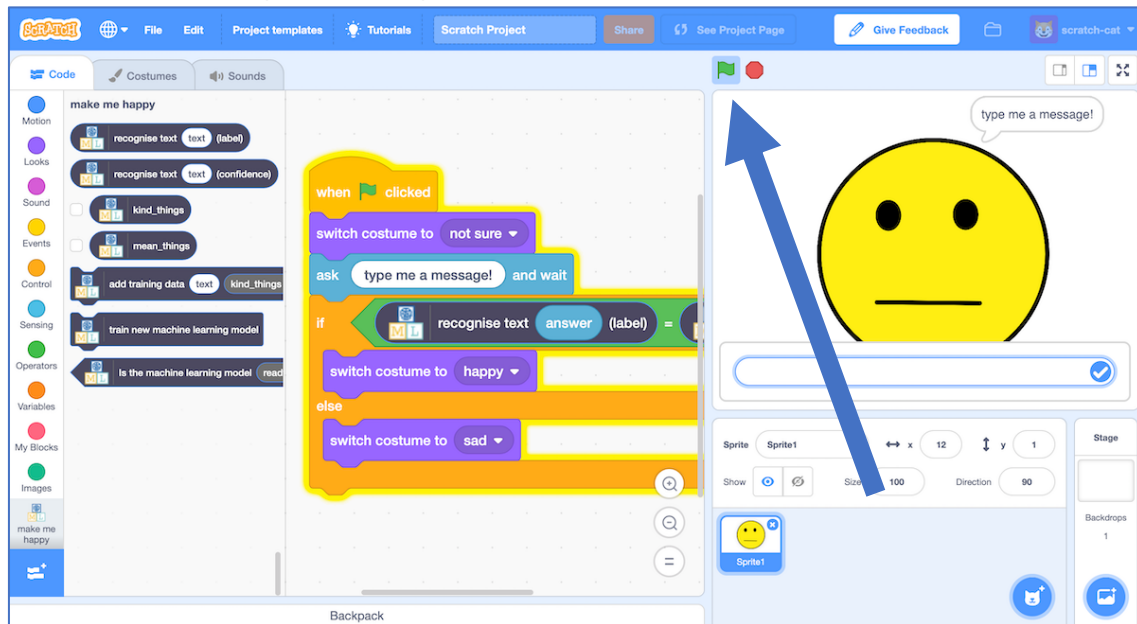 SCRATCH File Edit Project templates Tutorials Scratch Project Share See Project Page Give Feedback scratch-cat
Code Costumes Sounds
Motion
Looks
Sound
Events
Control
Sensing
Operators
Variables
My Blocks
Images
make me
happy
make me happy
recognise text text (label)
recognise text text (confidence)
kind_things
mean_things
add training data text kind_things
train new machine learning model
Is the machine learning model read
when clicked
switch costume to not sure
ask type me a message! and wait
if ML recognise text answer (label) =
switch costume to happy
else
switch costume to sad
type me a message!
Sprite Sprite1 x 12 y 1
Show Size 100 Direction 90
Sprite1
Stage
Backdrops
1
Backpack